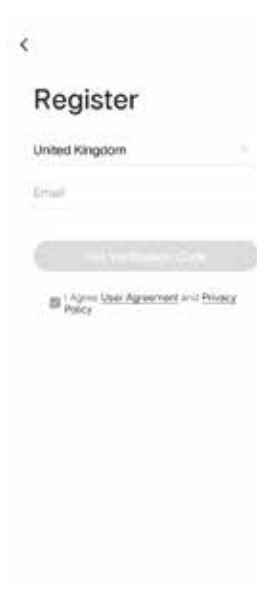 Register
United Kingdom
Email
Get Verification Code
I Agree User Agreement and Privacy
Policy